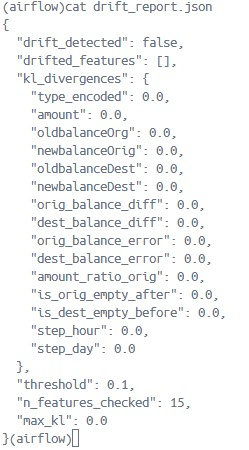 (airflow)cat drift_report.json
{
  "drift_detected": false,
  "drifted_features": [],
  "kl_divergences": {
    "type_encoded": 0.0,
    "amount": 0.0,
    "oldbalanceOrg": 0.0,
    "newbalanceOrig": 0.0,
    "oldbalanceDest": 0.0,
    "newbalanceDest": 0.0,
    "orig_balance_diff": 0.0,
    "dest_balance_diff": 0.0,
    "orig_balance_error": 0.0,
    "dest_balance_error": 0.0,
    "amount_ratio_orig": 0.0,
    "is_orig_empty_after": 0.0,
    "is_dest_empty_before": 0.0,
    "step_hour": 0.0,
    "step_day": 0.0
  },
  "threshold": 0.1,
  "n_features_checked": 15,
  "max_kl": 0.0
}(airflow)